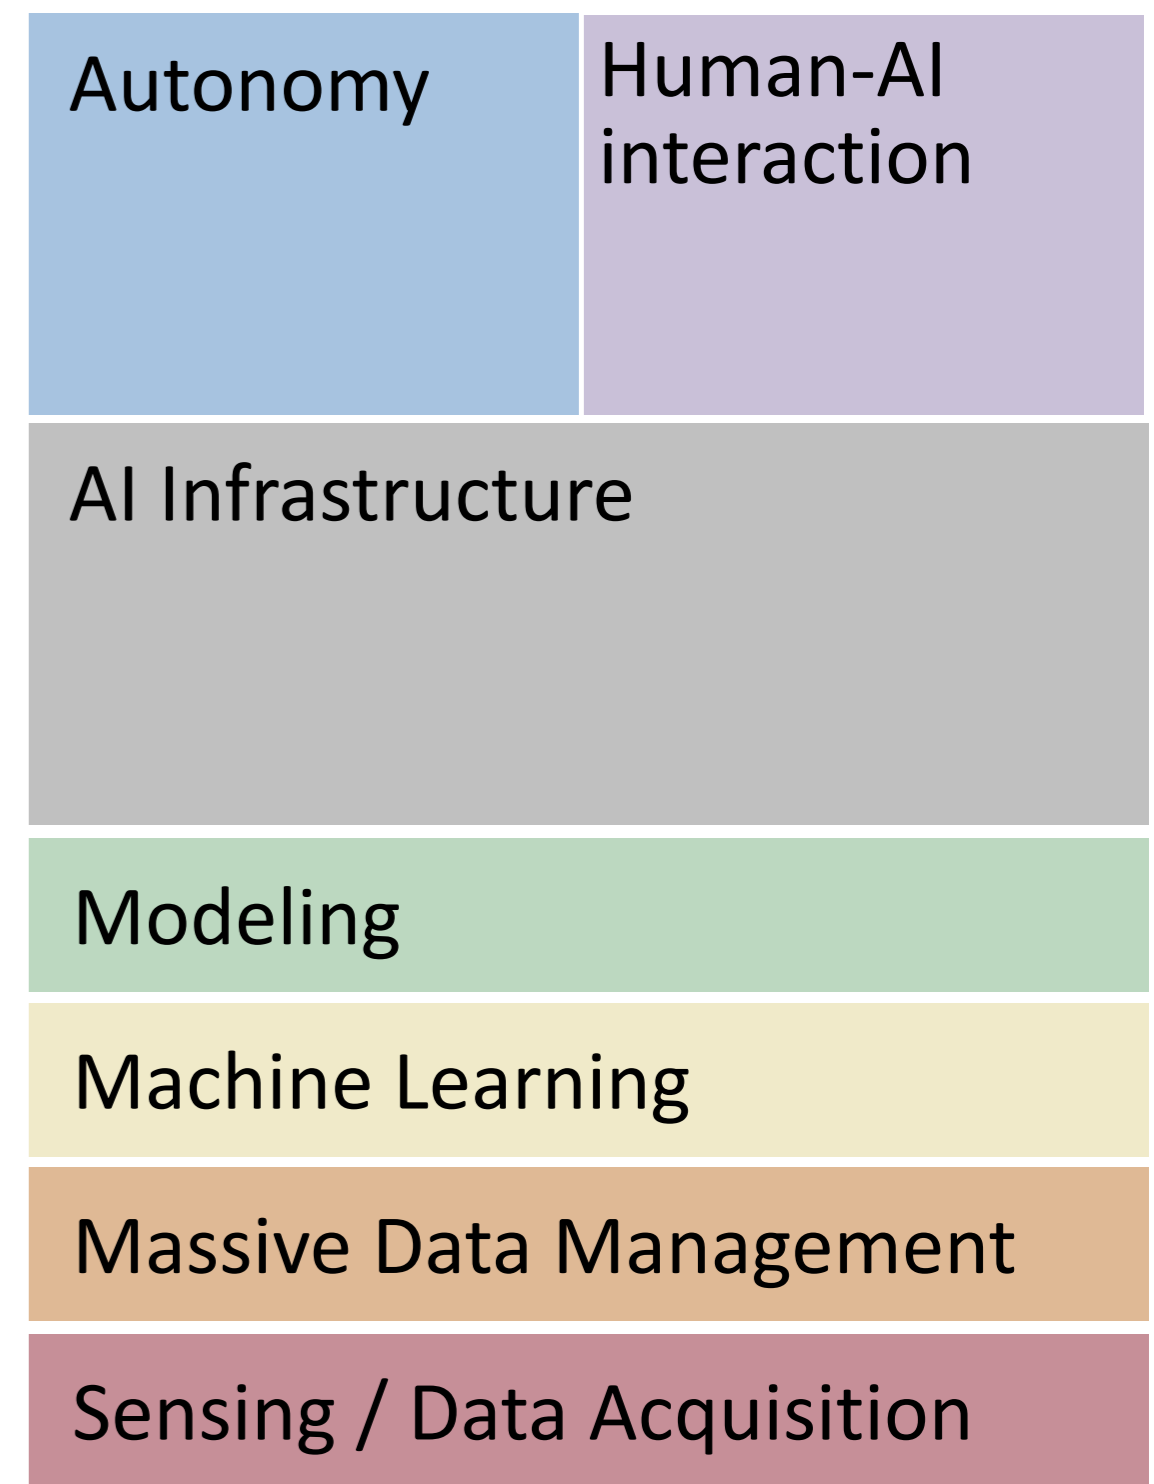 Autonomy
Human-AI
interaction
AI Infrastructure
Modeling
Machine Learning
Massive Data Management
Sensing / Data Acquisition